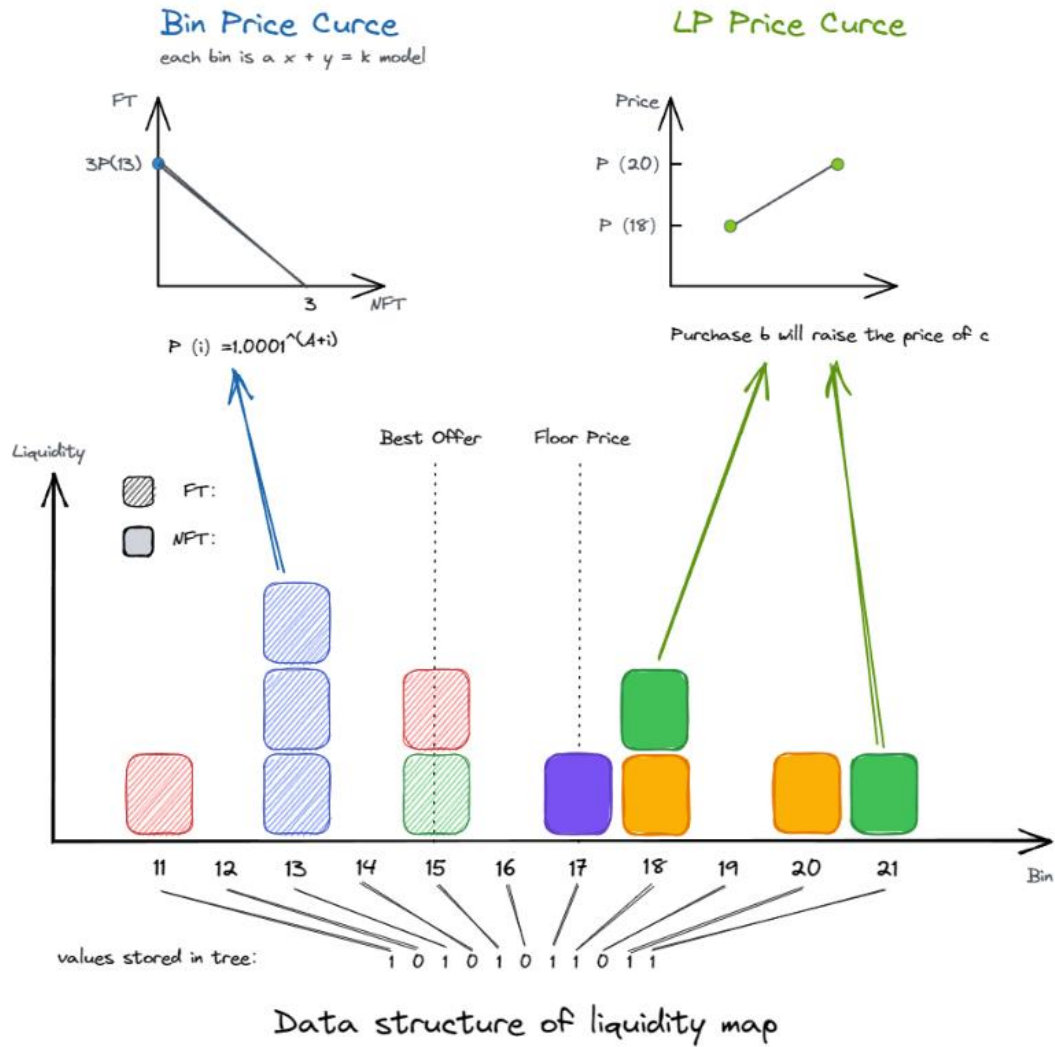 Bin Price Curce
each bin is a x + y = k model
FT
3P(13)
3
NFT
P (i) =1.0001^(A+i)
LP Price Curce
Price
P (20)
P (18)
Purchase b will raise the price of c
Liquidity
FT:
NFT:
Best Offer
Floor Price
11 12 13 14 15 16 17 18 19 20 21
Bin
values stored in tree: 1 0 1 0 1 0 1 1 0 1 1
Data structure of liquidity map